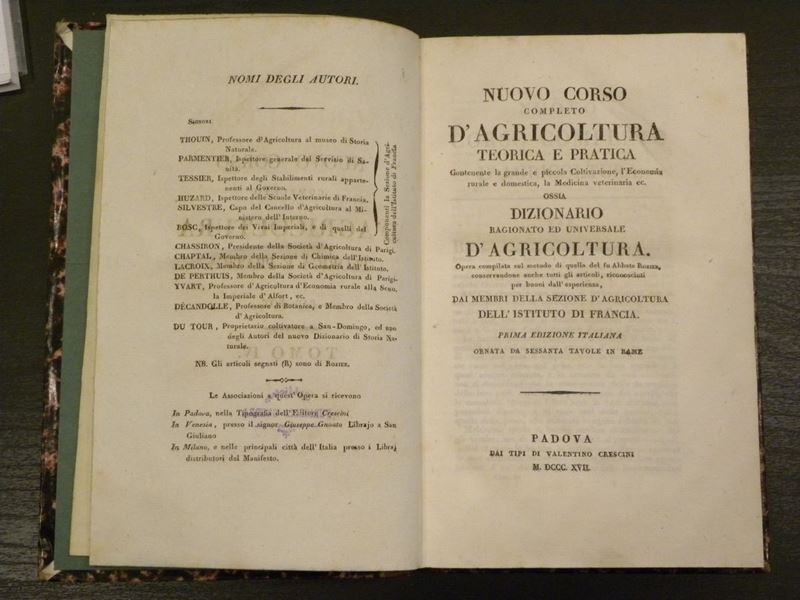 NOMI DEGLI AUTORI.
SIGNORI
THOUIN, Professore d'Agricoltura al museo di Storia
Naturale.
PARMENTIER, Ispettore generale del Servizio di Sa-
nità.
TESSIER, Ispettore degli Stabilimenti rurali apparte-
nenti al Governo.
HUZARD, Ispettore delle Scuole Veterinarie di Francia.
SILVESTRE, Capo del Cancello d'Agricoltura al Mi-
nistero dell'Interno.
BOSC, Ispettore dei Vivai Imperiali, e di quelli del
Governo.
Componenti la Sezione d'Agri-
coltura dell'Istituto di Francia
CHASSIRON, Presidente della Società d'Agricoltura di Parigi.
CHAPTAL, Membro della Sezione di Chimica dell'Istituto.
LACROIX, Membro della Sezione di Geometria dell'Istituto.
DE PERTHUIS, Membro della Società d'Agricoltura di Parigi.
YVART, Professore d'Agricoltura d'Economia rurale alla Scuo-
la Imperiale d'Alfort, ec.
DÉCANDOLLE, Professore di Botanica, e Membro della Società
d'Agricoltura.
DU TOUR, Proprietario coltivatore a San-Domingo, ed uno
degli Autori del nuovo Dizionario di Storia Na-
turale.
NB. Gli articoli segnati (R) sono di ROZIER.
Le Associazioni a quest'Opera si ricevono
In Padova, nella Tipografia dell'Editore Crescini
In Venezia, presso il signor Giuseppe Gnoato Librajo a San
Giuliano
In Milano, e nelle principali città dell'Italia presso i Libraj
distributori del Manifesto.
NUOVO CORSO
COMPLETO
D'AGRICOLTURA
TEORICA E PRATICA
Contenente la grande e piccola Coltivazione, l'Economia
rurale e domestica, la Medicina veterinaria ec.
OSSIA
DIZIONARIO
RAGIONATO ED UNIVERSALE
D'AGRICOLTURA.
Opera compilata sul metodo di quella del fu Abbate ROZIER,
conservandone anche tutti gli articoli, riconosciuti
per buoni dall'esperienza,
DAI MEMBRI DELLA SEZIONE D'AGRICOLTURA
DELL'ISTITUTO DI FRANCIA.
PRIMA EDIZIONE ITALIANA
ORNATA DA SESSANTA TAVOLE IN RAME
PADOVA
DAI TIPI DI VALENTINO CRESCINI
M. DCCC. XVII.